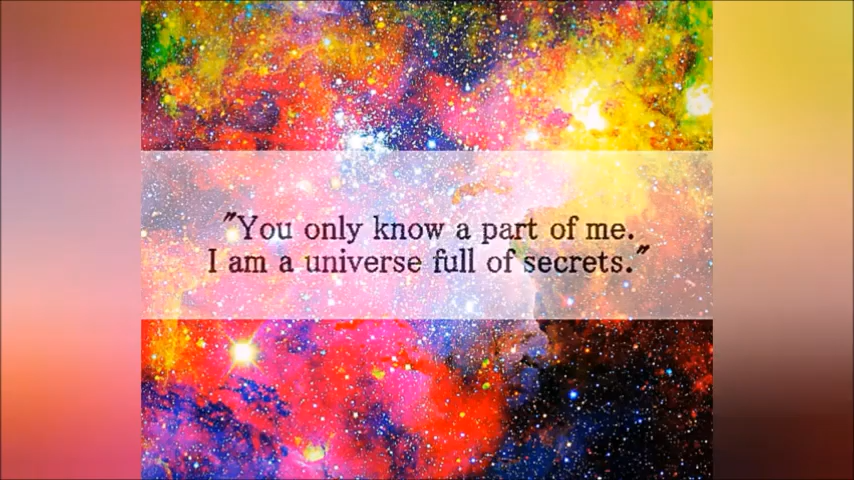 "You only know a part of me.
I am a universe full of secrets."